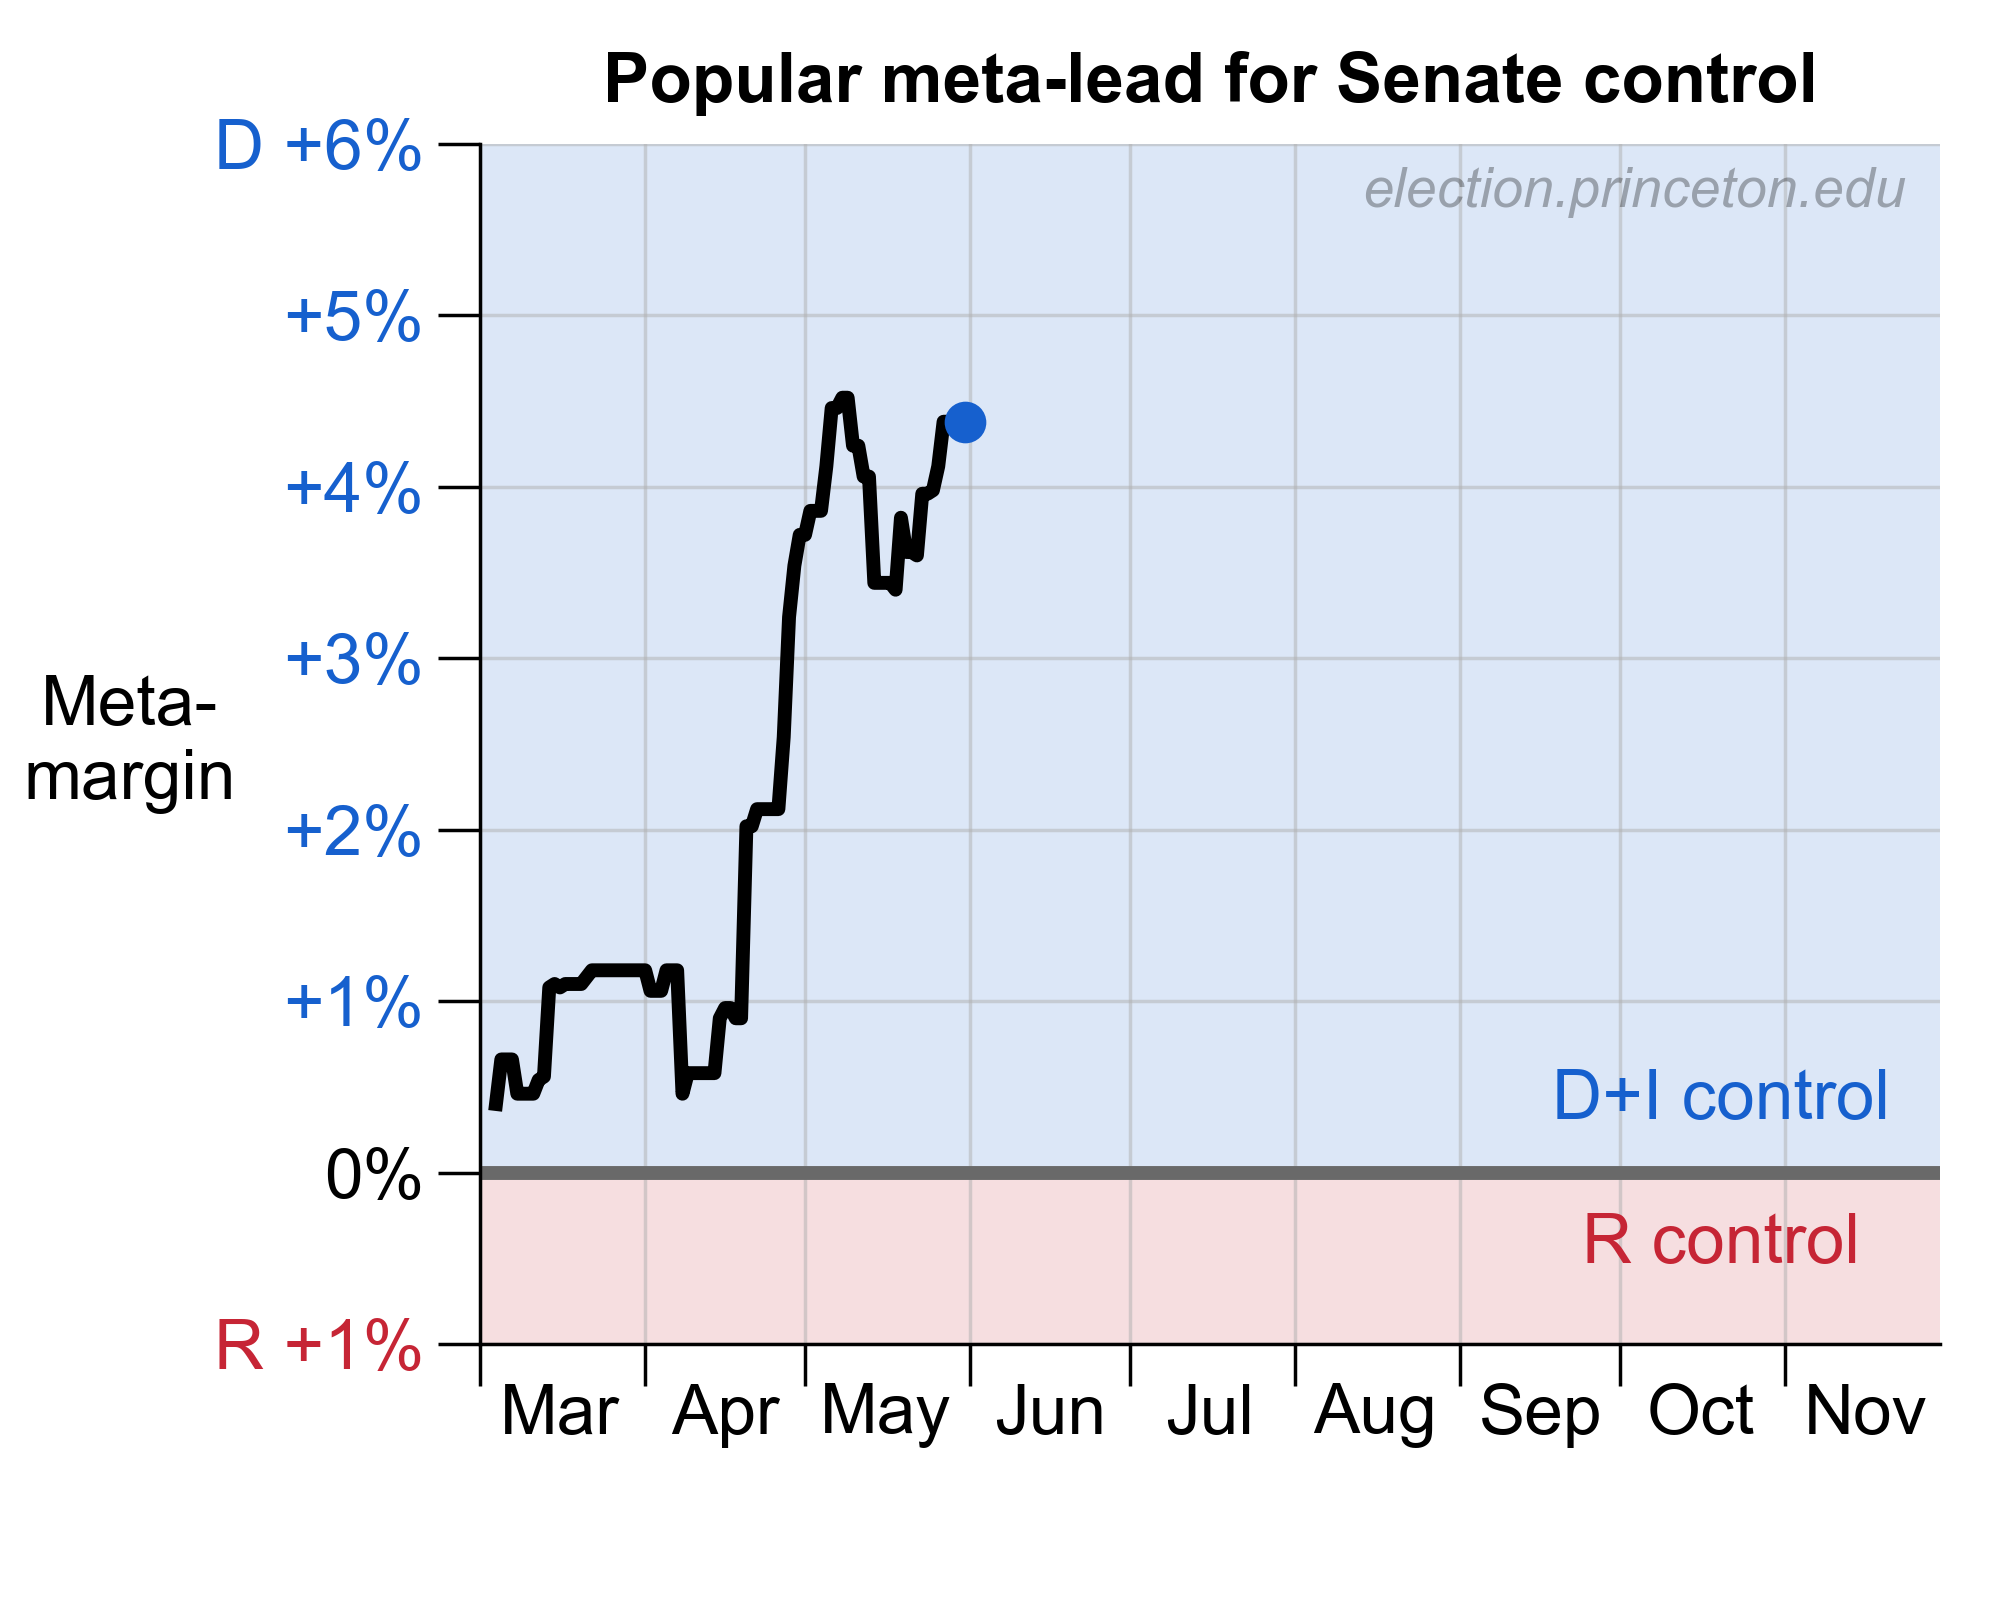 Popular meta-lead for Senate control
D +6%
election.princeton.edu
+5%
+4%
+3%
Meta-
margin
+2%
+1%
D+I control
0%
R control
R +1%
Mar Apr May Jun Jul Aug Sep Oct Nov